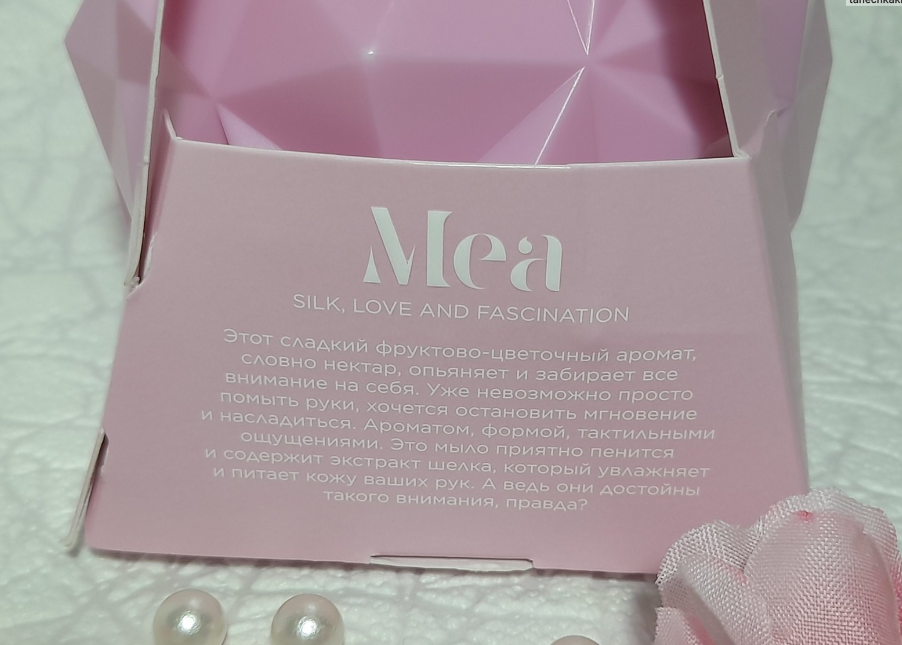 Mea
SILK, LOVE AND FASCINATION
Этот сладкий фруктово-цветочный аромат,
словно нектар, опьяняет и забирает все
внимание на себя. Уже невозможно просто
помыть руки, хочется остановить мгновение
и насладиться. Ароматом, формой, тактильными
ощущениями. Это мыло приятно пенится
и содержит экстракт шелка, который увлажняет
и питает кожу ваших рук. А ведь они достойны
такого внимания, правда?